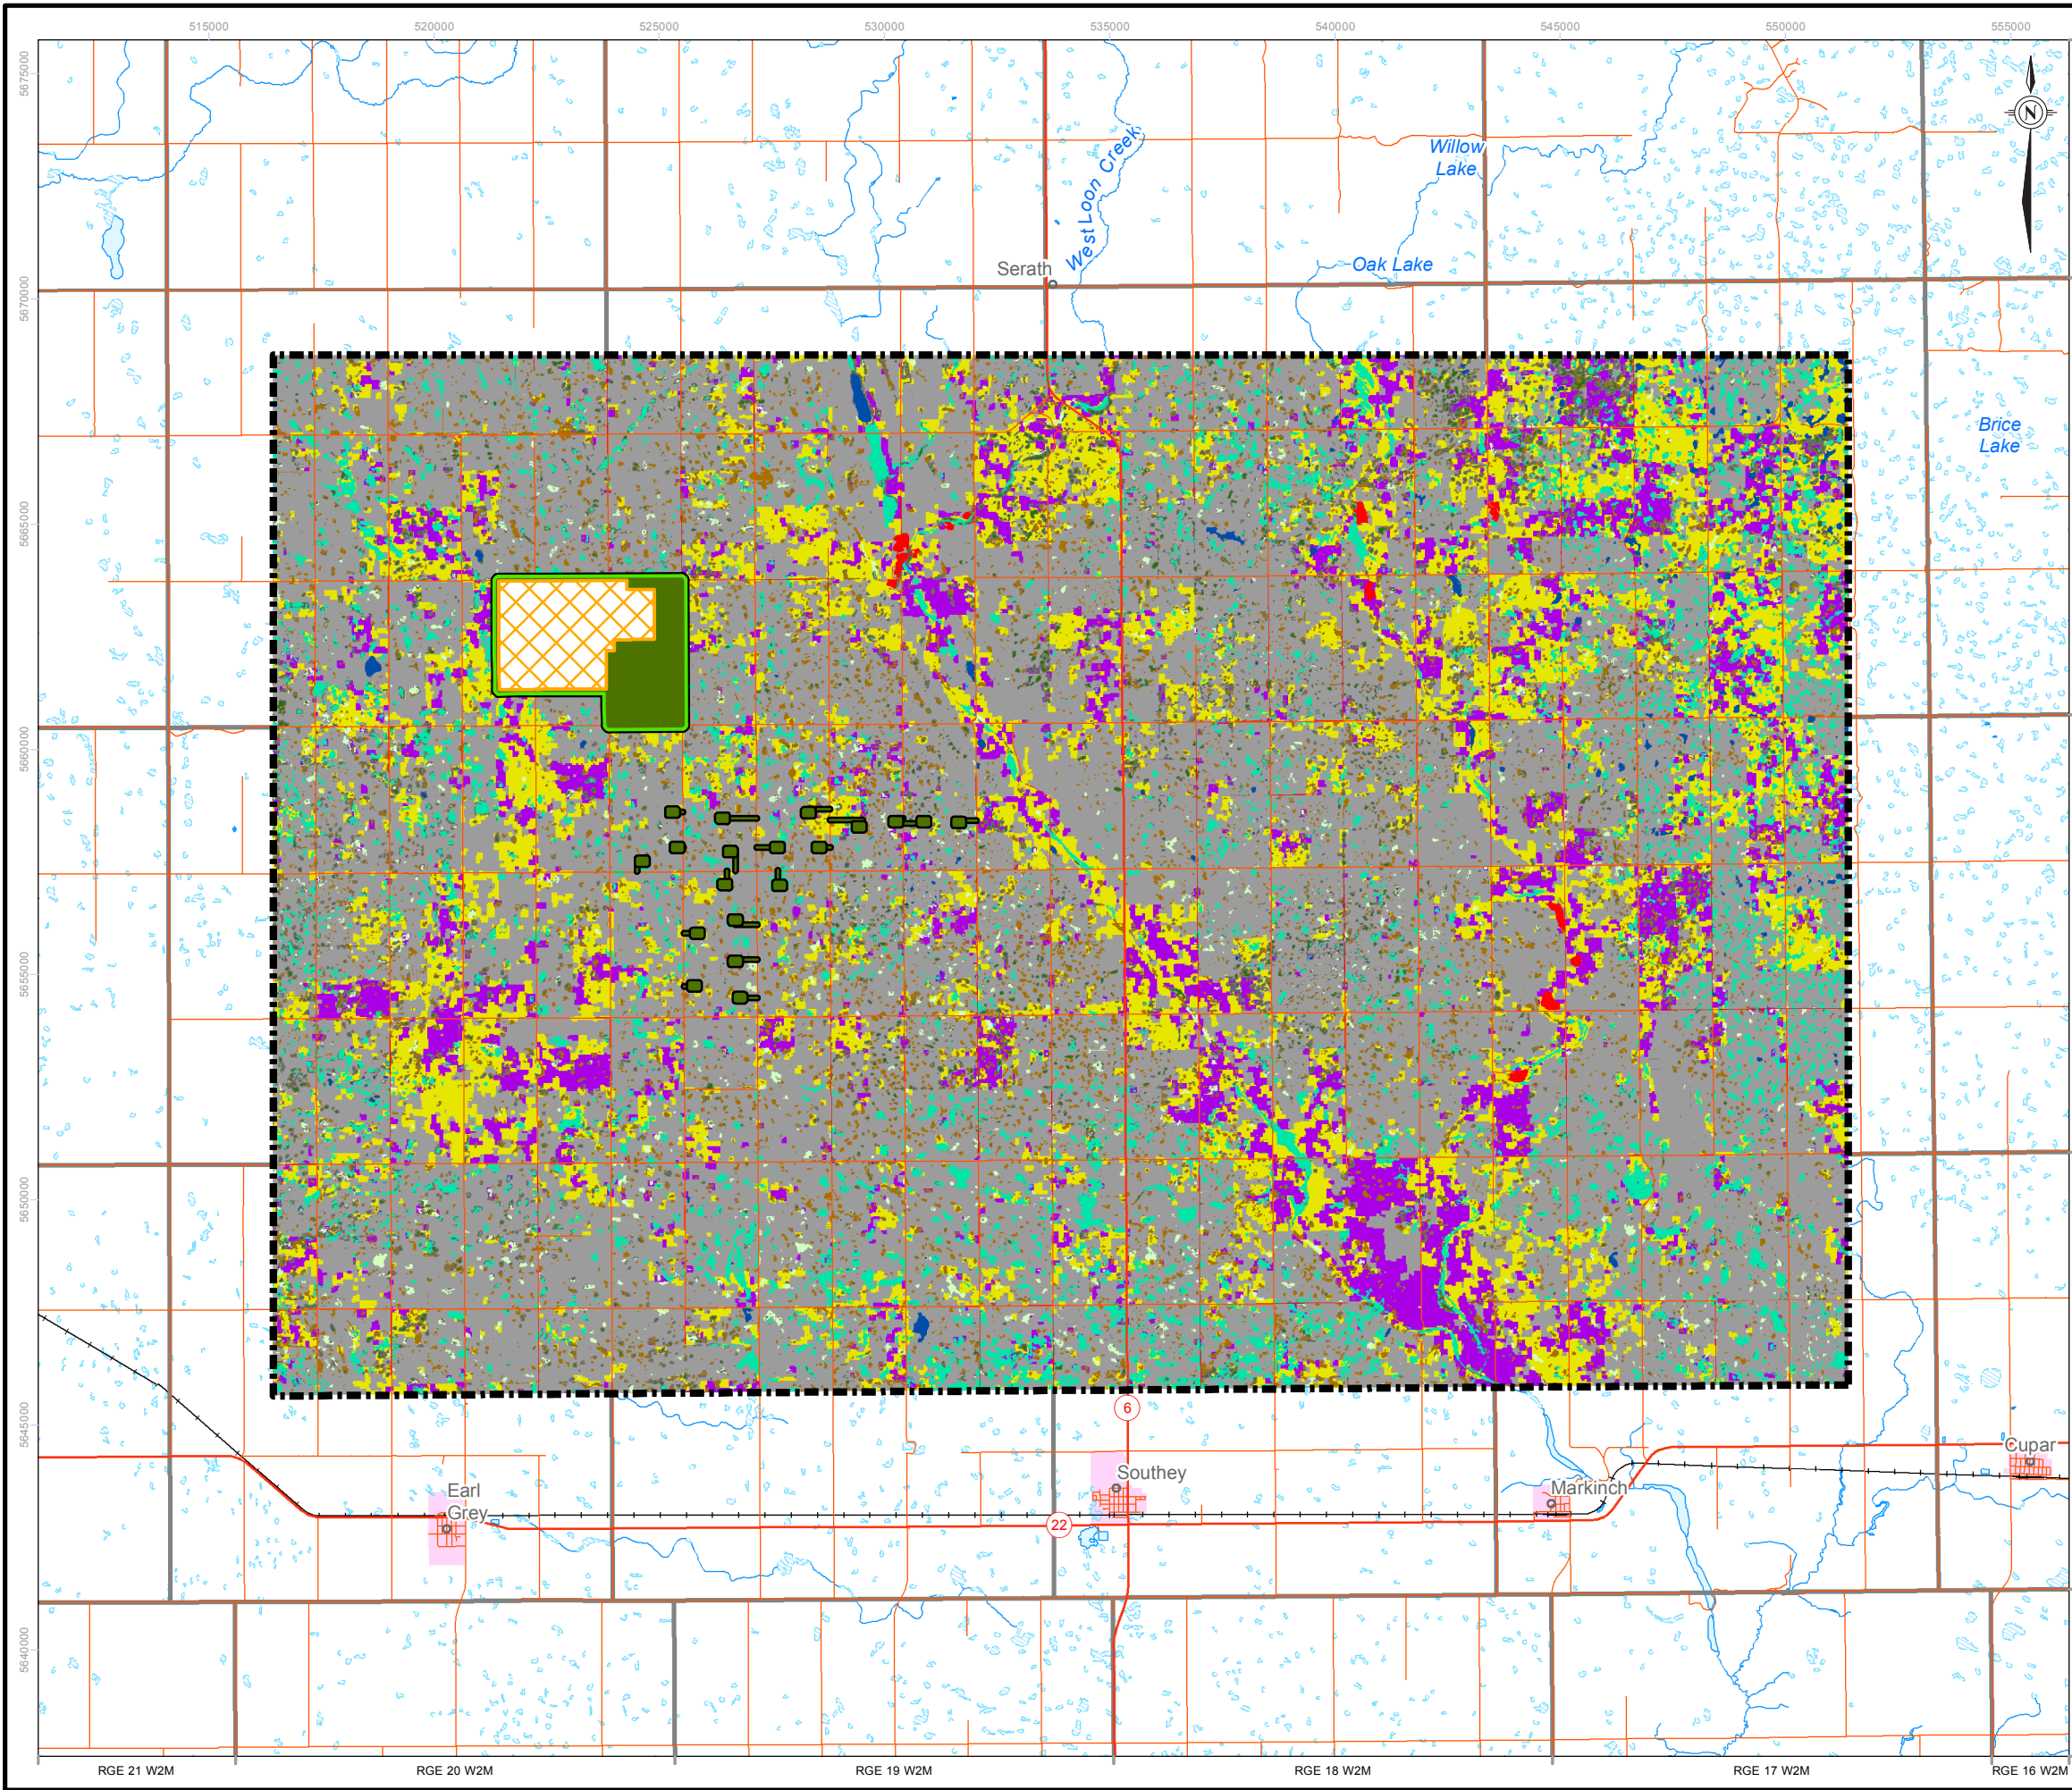 515000 520000 525000 530000 535000 540000 545000 550000 555000
5675000
N
West Loon Creek
Willow
Lake
Oak Lake
Serath
5670000
Brice
Lake
5665000
5660000
5655000
5650000
5645000
6
Cupar
Southey
Earl
Grey
Markinch
22
5640000
RGE 21 W2M RGE 20 W2M RGE 19 W2M RGE 18 W2M RGE 17 W2M RGE 16 W2M